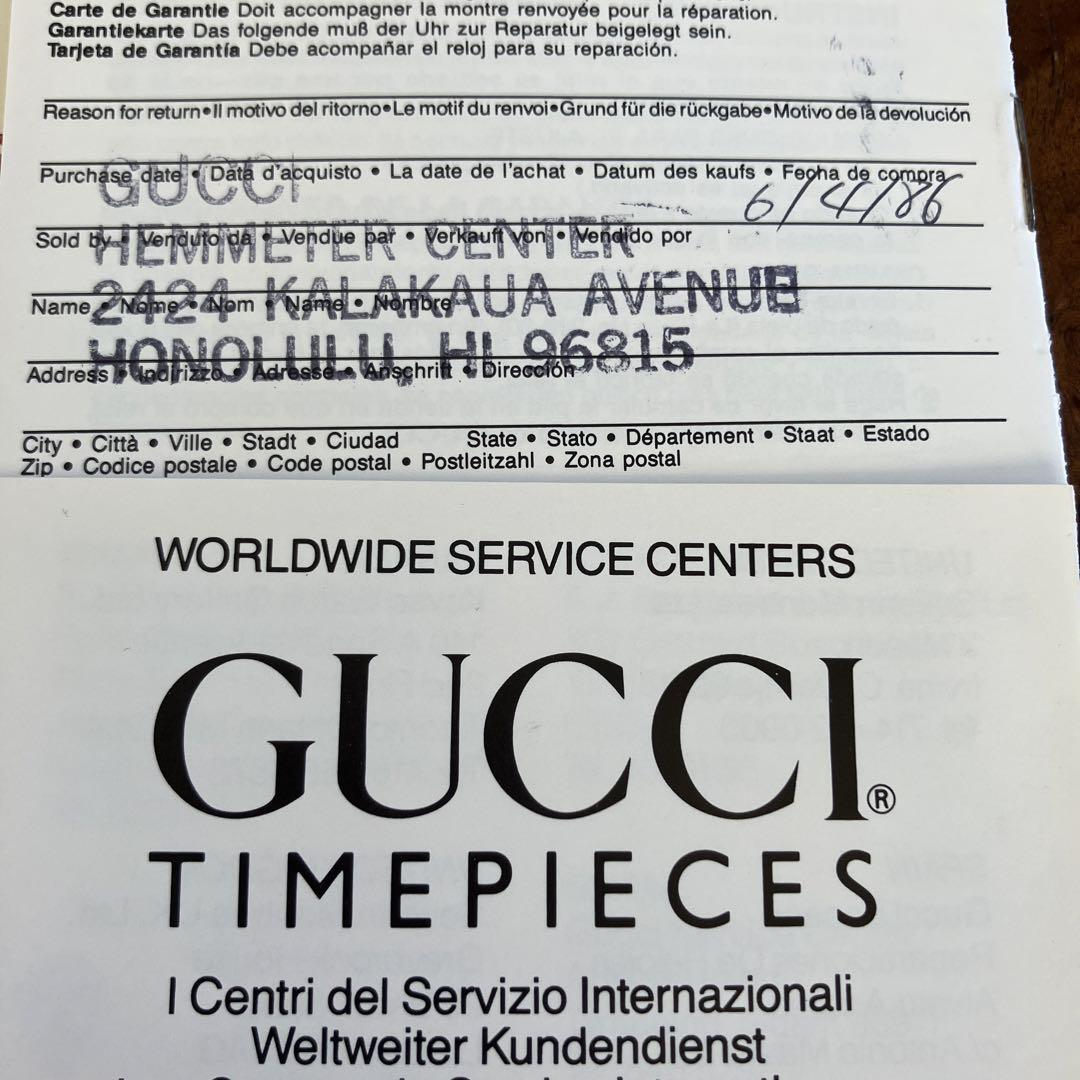 Carte de Garantie Doit accompagner la montre renvoyée pour la réparation.
Garantiekarte Das folgende muß der Uhr zur Reparatur beigelegt sein.
Tarjeta de Garantía Debe acompañar el reloj para su reparación.
Reason for return•Il motivo del ritorno•Le motif du renvoi•Grund für die rückgabe•Motivo de la devolución
Purchase date • Data d'acquisto • La date de l'achat • Datum des kaufs • Fecha de compra
GUCCI
6/4/86
Sold by • Venduto da • Vendue par • Verkauft von • Vendido por
HEMMETER CENTER
Name • Nome • Nom • Name • Nombre
2424 KALAKAUA AVENUE
HONOLULU, HI 96815
Address • Indirizzo • Adresse • Anschrift • Dirección
City • Città • Ville • Stadt • Ciudad State • Stato • Département • Staat • Estado
Zip • Codice postale • Code postal • Postleitzahl • Zona postal
WORLDWIDE SERVICE CENTERS
GUCCI®
TIMEPIECES
I Centri del Servizio Internazionali
Weltweiter Kundendienst